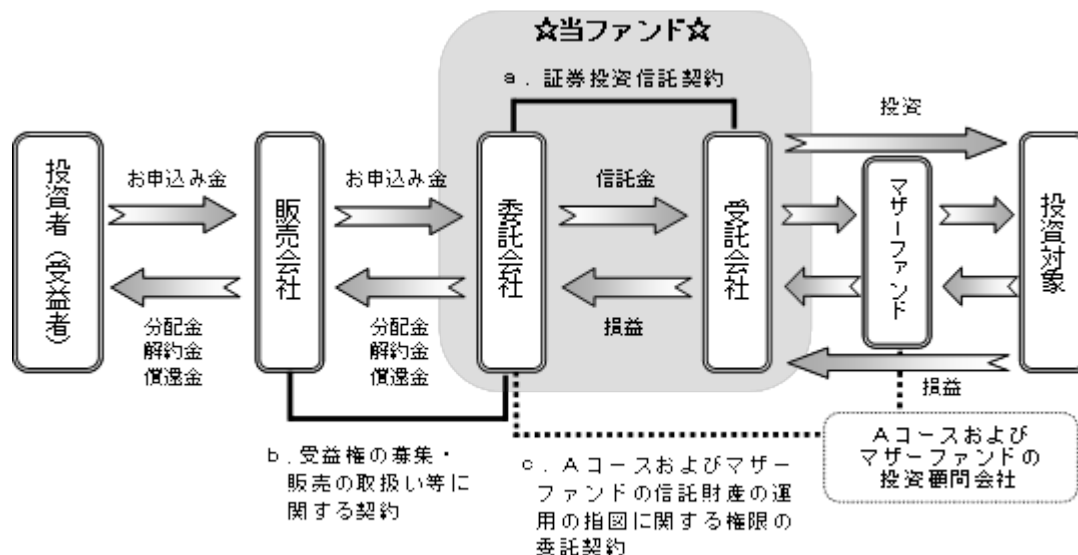 ☆当ファンド☆
a.証券投資信託契約
投資
投資者(受益者)
お申込み金
販売会社
お申込み金
委託会社
信託金
受託会社
マザーファンド
投資対象
分配金
解約金
償還金
分配金
解約金
償還金
損益
損益
b.受益権の募集・
販売の取扱い等に
関する契約
c.Aコースおよびマザー
ファンドの信託財産の運
用の指図に関する権限の
委託契約
Aコースおよび
マザーファンドの
投資顧問会社